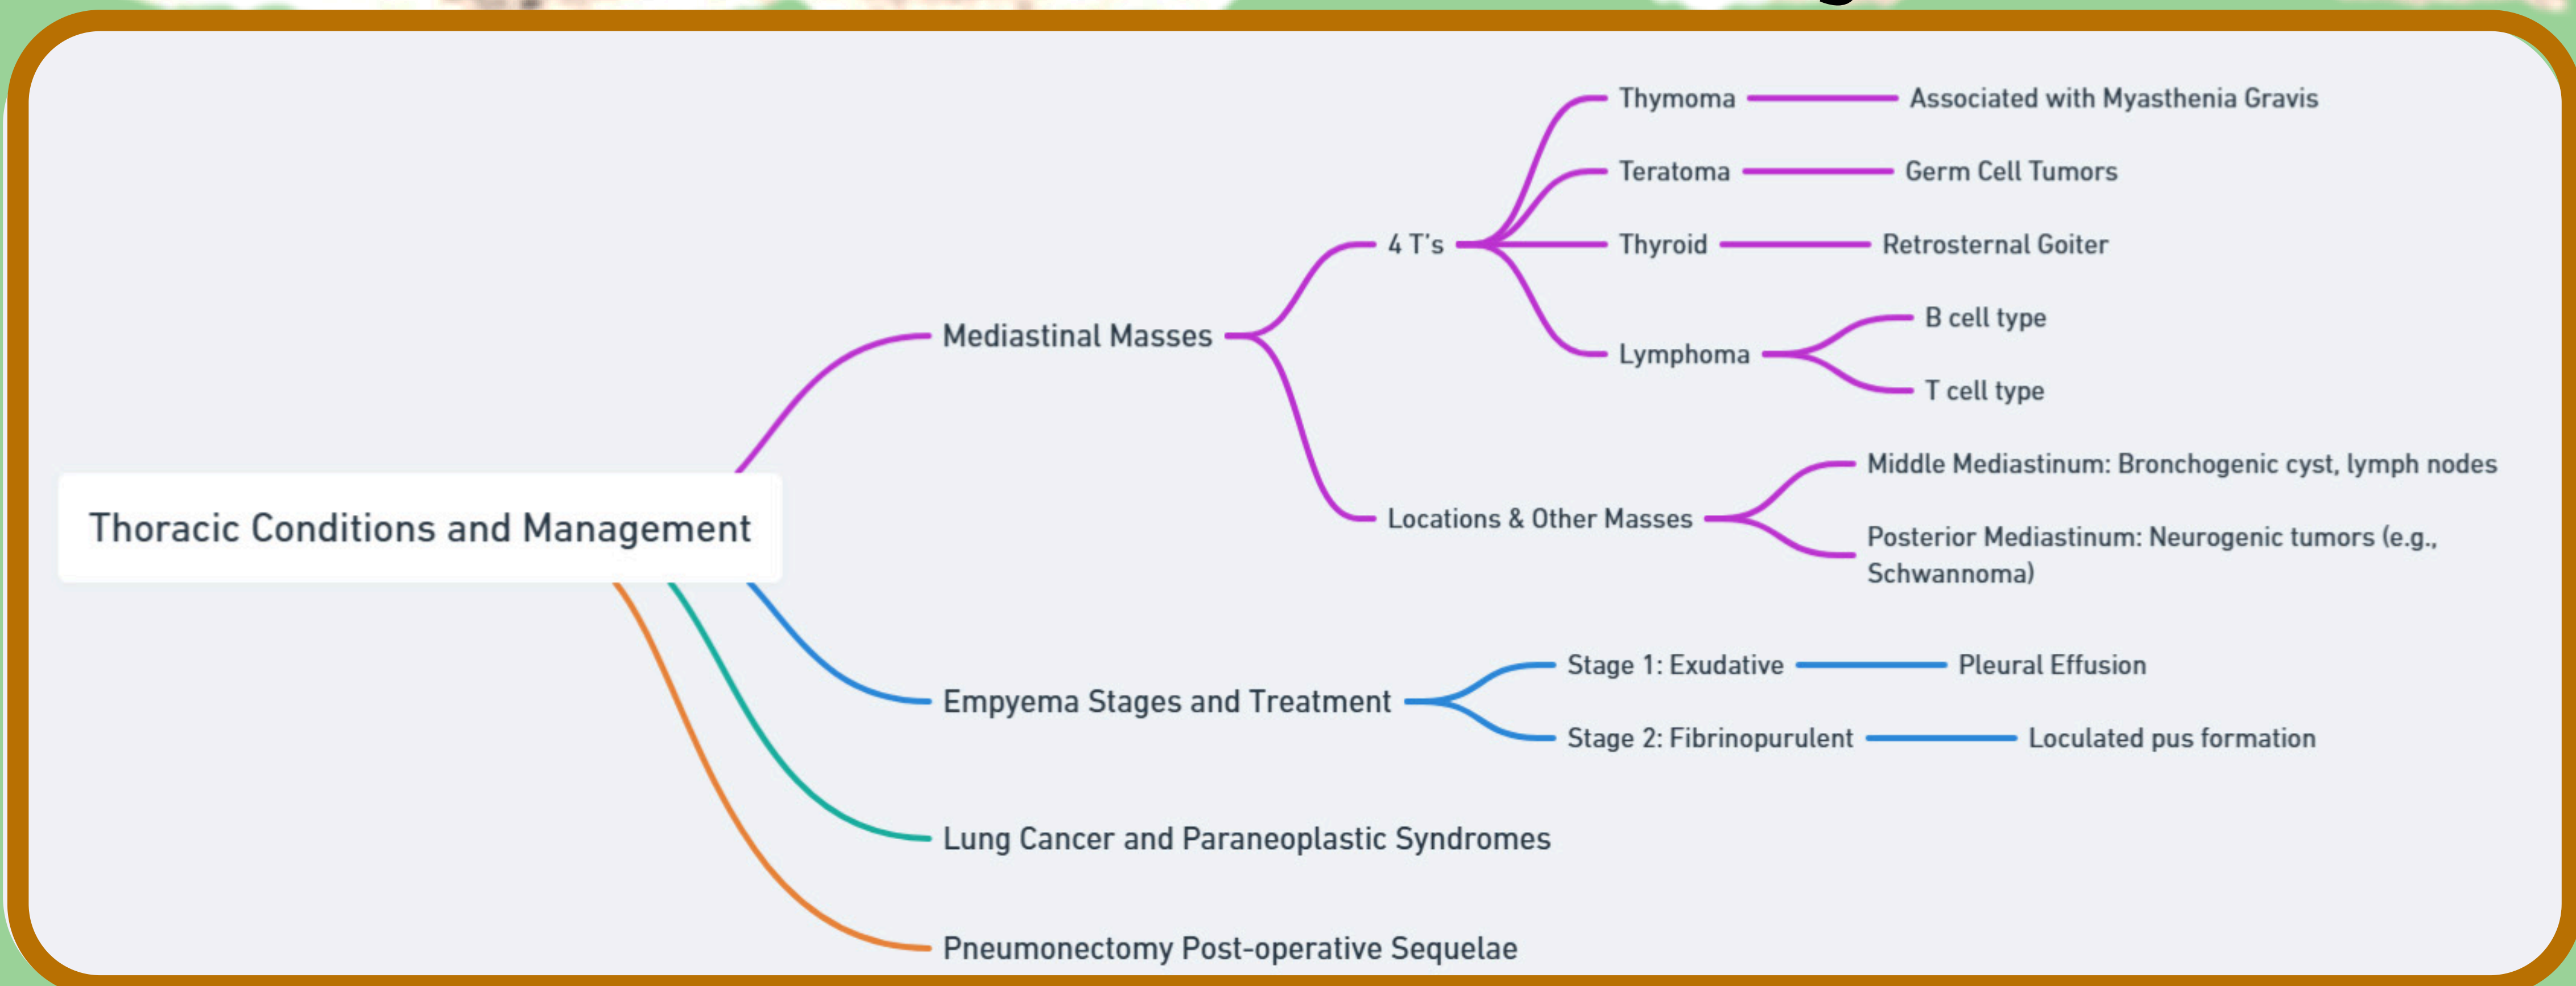 Thymoma
Associated with Myasthenia Gravis
Teratoma
Germ Cell Tumors
4 T's
Thyroid
Retrosternal Goiter
B cell type
Mediastinal Masses
Lymphoma
T cell type
Middle Mediastinum: Bronchogenic cyst, lymph nodes
Thoracic Conditions and Management
Locations & Other Masses
Posterior Mediastinum: Neurogenic tumors (e.g.,
Schwannoma)
Stage 1: Exudative
Pleural Effusion
Empyema Stages and Treatment
Stage 2: Fibrinopurulent
Loculated pus formation
Lung Cancer and Paraneoplastic Syndromes
Pneumonectomy Post-operative Sequelae